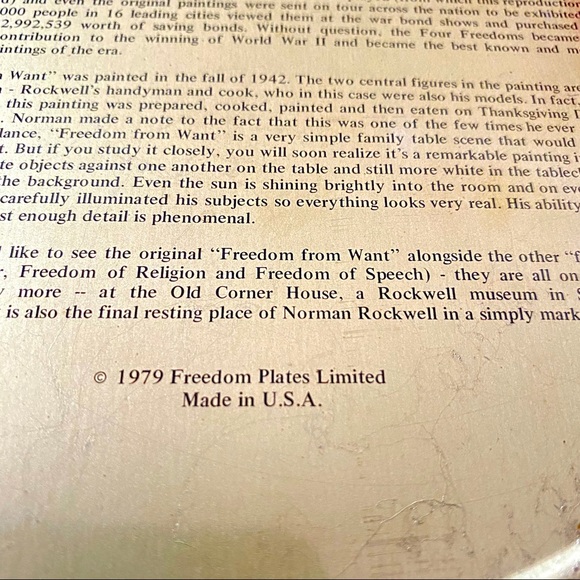 and even the original paintings were sent on tour across the nation to be exhibited
000 people in 16 leading cities viewed them at the war bond shows and purchased
2,992,539 worth of saving bonds. Without question, the Four Freedoms became
ontribution to the winning of World War II and became the best known and m
intings of the era.
Want” was painted in the fall of 1942. The two central figures in the painting are
- Rockwell's handyman and cook, who in this case were also his models. In fact,
this painting was prepared, cooked, painted and then eaten on Thanksgiving
. Norman made a note to the fact that this was one of the few times he ever
lance, “Freedom from Want” is a very simple family table scene that would
t. But if you study it closely, you will soon realize it's a remarkable painting i
te objects against one another on the table and still more white in the tablecl
the background. Even the sun is shining brightly into the room and on eve
carefully illuminated his subjects so everything looks very real. His ability
st enough detail is phenomenal.
like to see the original “Freedom from Want” alongside the other “f
r, Freedom of Religion and Freedom of Speech) - they are all on
y more -- at the Old Corner House, a Rockwell museum in S
is also the final resting place of Norman Rockwell in a simply mark
© 1979 Freedom Plates Limited
Made in U.S.A.